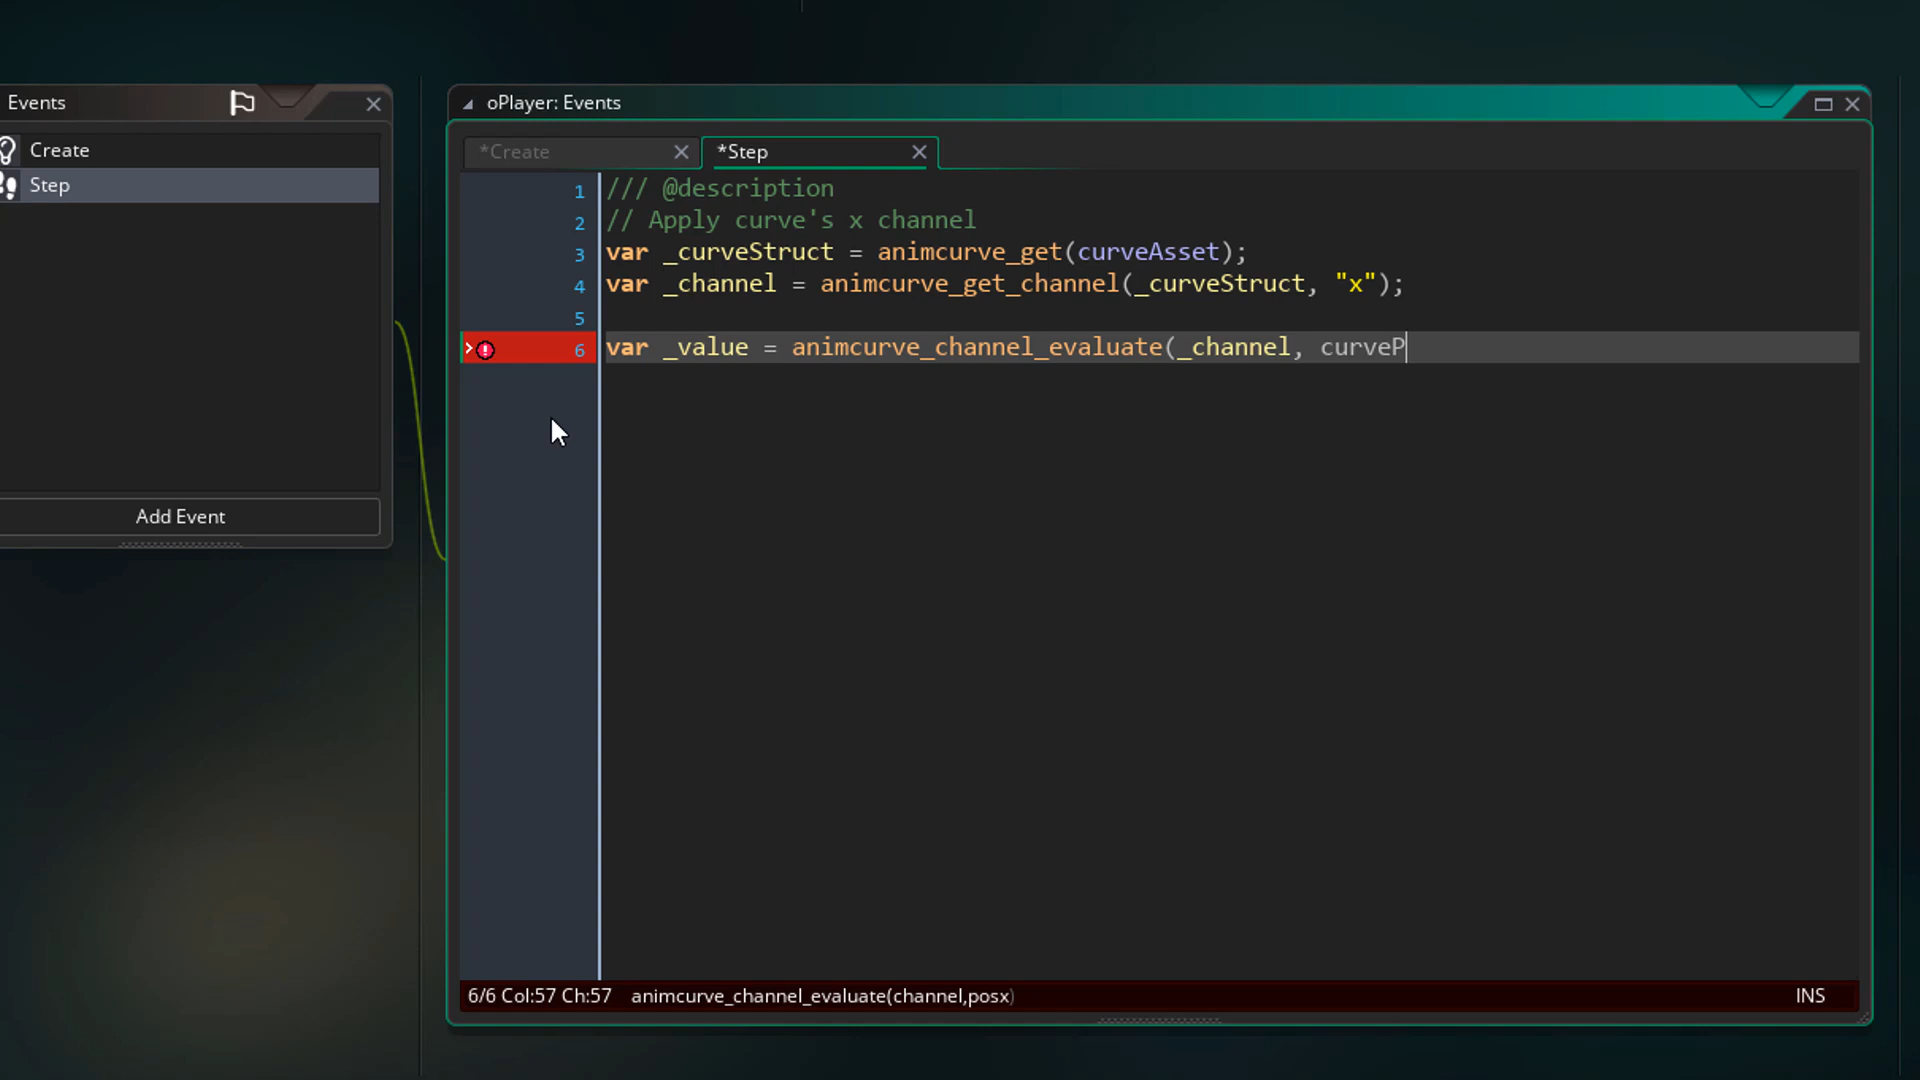 Events
Create
Step
Add Event
oPlayer: Events
*Create
*Step
1 /// @description
2 // Apply curve's x channel
3 var _curveStruct = animcurve_get(curveAsset);
4 var _channel = animcurve_get_channel(_curveStruct, "x");
5
6 var _value = animcurve_channel_evaluate(_channel, curveP
6/6 Col:57 Ch:57 animcurve_channel_evaluate(channel,posx) INS